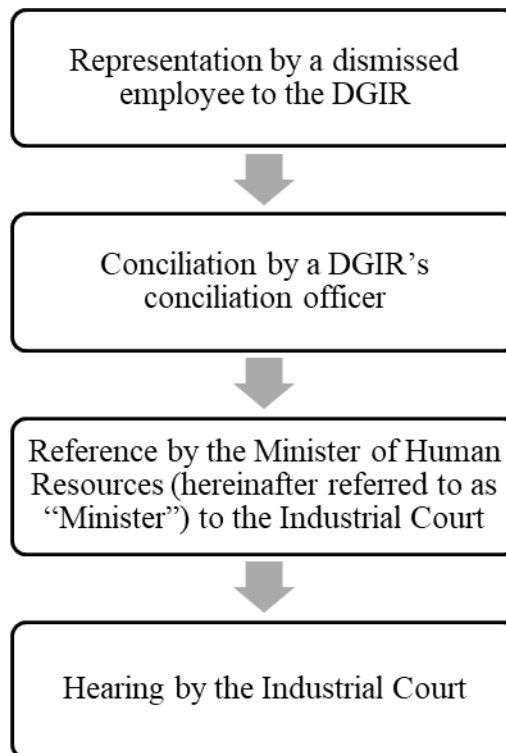 Representation by a dismissed
employee to the DGIR
Conciliation by a DGIR’s
conciliation officer
Reference by the Minister of Human
Resources (hereinafter referred to as
“Minister”) to the Industrial Court
Hearing by the Industrial Court